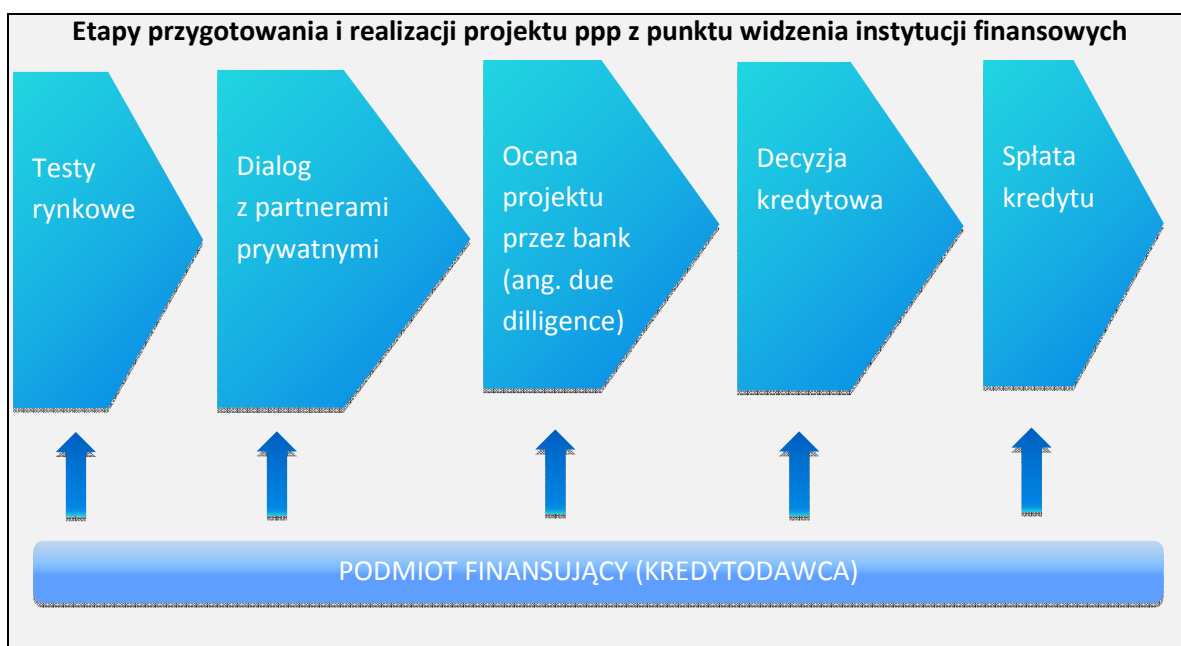 Etapy przygotowania i realizacji projektu ppp z punktu widzenia instytucji finansowych
Testy
rynkowe
Dialog
z partnerami
prywatnymi
Ocena
projektu
przez bank
(ang. due
dilligence)
Decyzja
kredytowa
Spłata
kredytu
PODMIOT FINANSUJĄCY (KREDYTODAWCA)